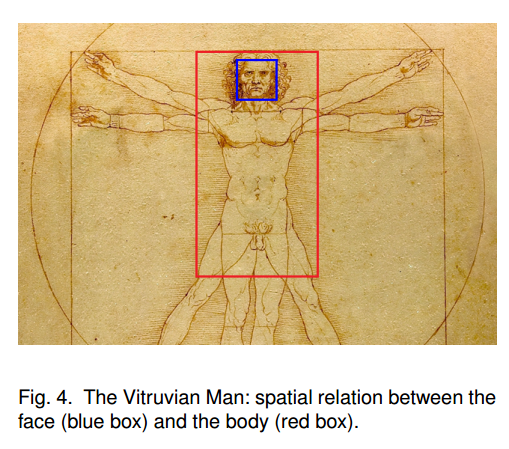 Fig. 4.  The Vitruvian Man: spatial relation between the
face (blue box) and the body (red box).